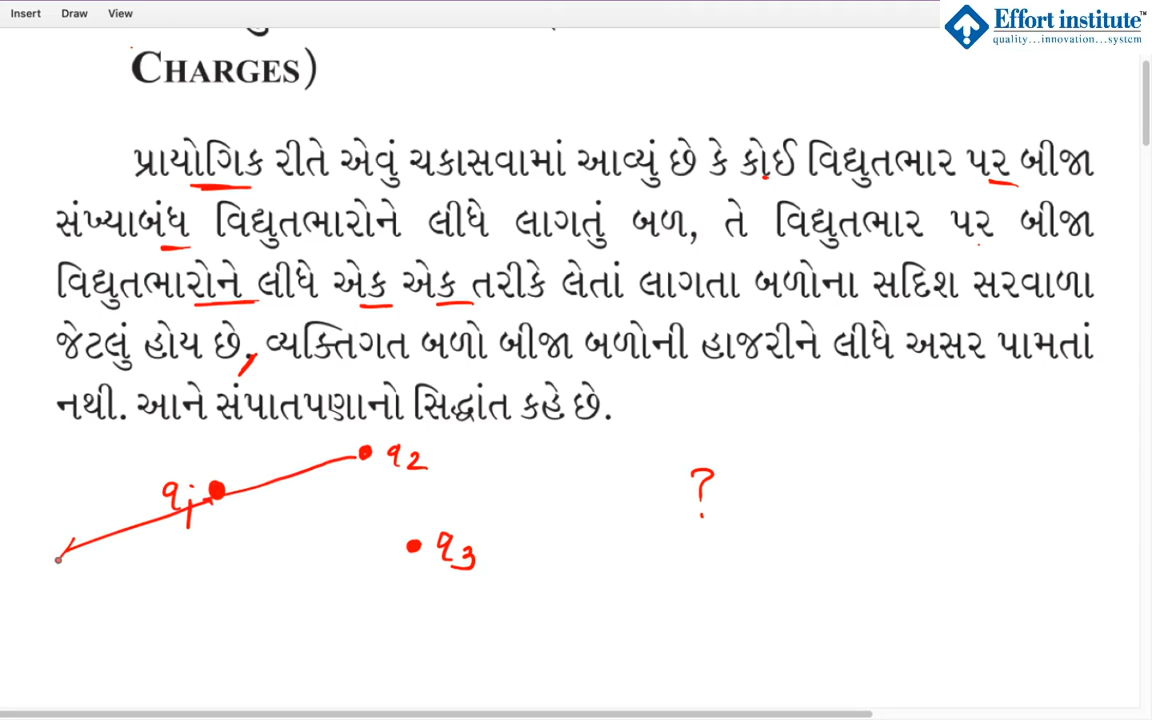 Insert Draw View
Effort institute™
quality...innovation...system
CHARGES)
પ્રાયોગિક રીતે એવું ચકાસવામાં આવ્યું છે કે કોઈ વિદ્યુતભાર પર બીજા
સંખ્યાબંધ વિદ્યુતભારોને લીધે લાગતું બળ, તે વિદ્યુતભાર પર બીજા
વિદ્યુતભારોને લીધે એક એક તરીકે લેતાં લાગતા બળોના સદિશ સરવાળા
જેટલું હોય છે, વ્યક્તિગત બળો બીજા બળોની હાજરીને લીધે અસર પામતાં
નથી. આને સંપાતપણાનો સિદ્ધાંત કહે છે.
q2
?
q3